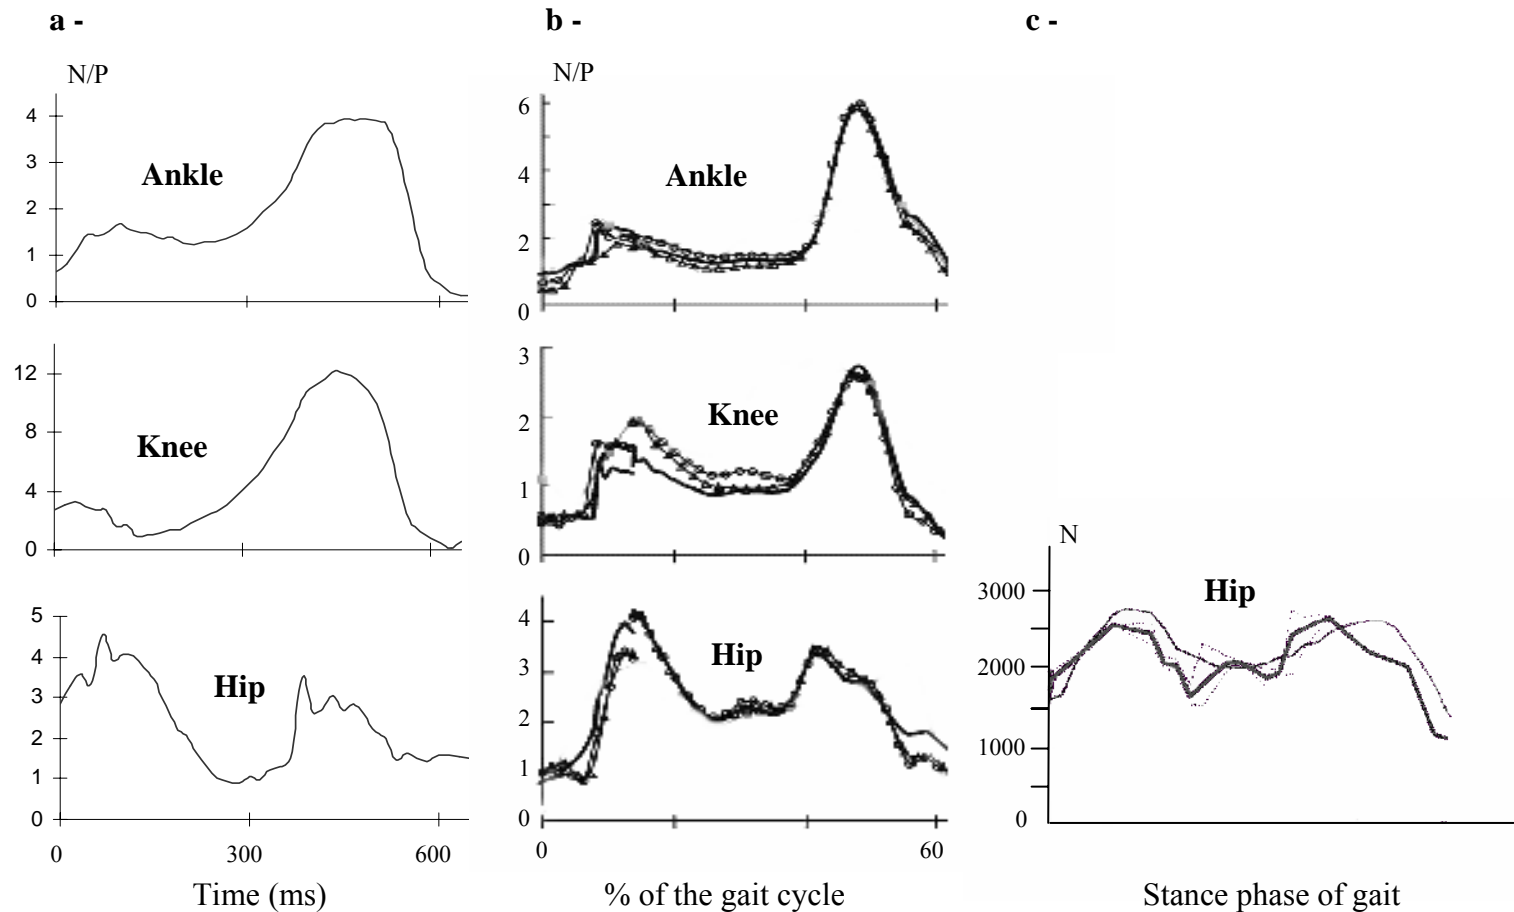 a -
N/P
4
3
2
1
0
Ankle
12
8
4
0
Knee
5
4
3
2
1
0
Hip
0 300 600
Time (ms)
b -
N/P
6
4
2
0
Ankle
3
2
1
0
Knee
4
3
2
1
0
Hip
0 60
% of the gait cycle
c -
N
3000
2000
1000
0
Hip
Stance phase of gait